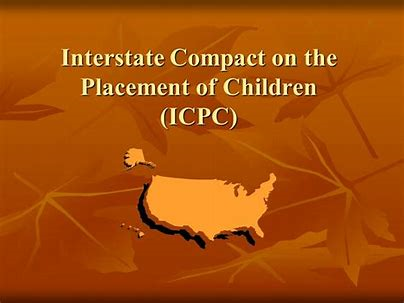 Interstate Compact on the
Placement of Children
(ICPC)